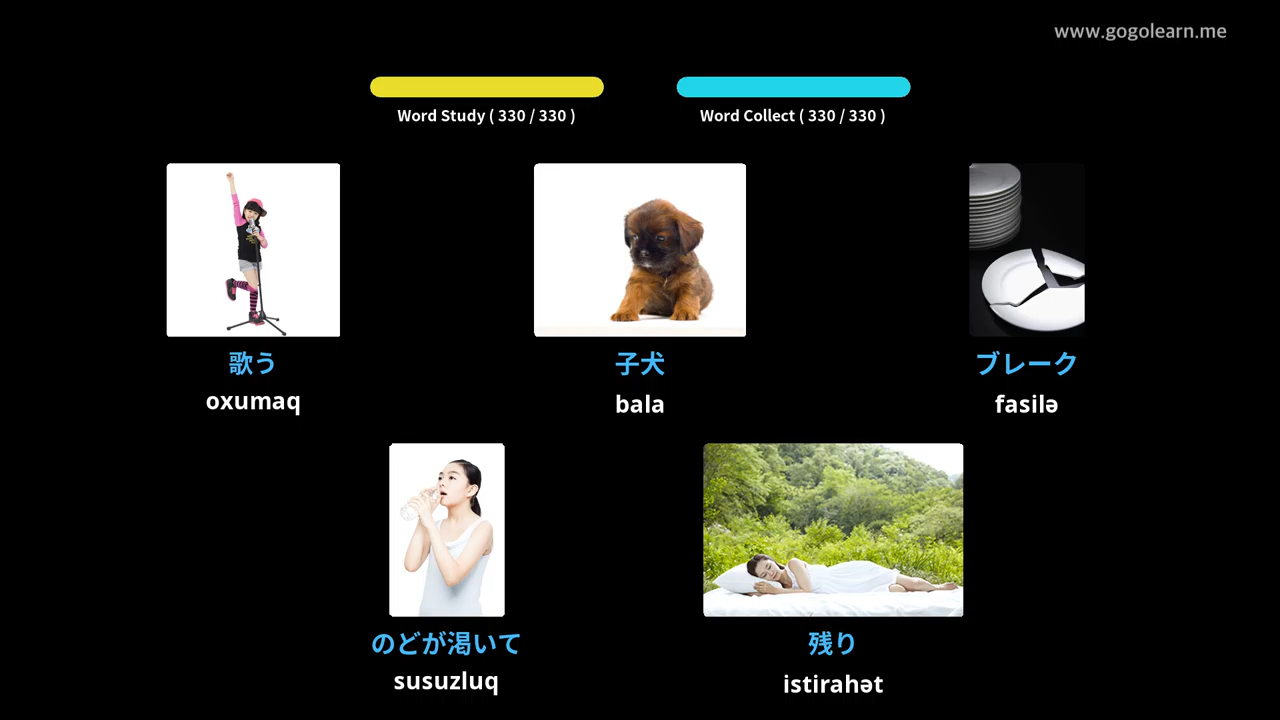 www.gogolearn.me
Word Study ( 330 / 330 )
Word Collect ( 330 / 330 )
歌う
oxumaq
子犬
bala
ブレーク
fasilə
のどが渇いて
susuzluq
残り
istirahət